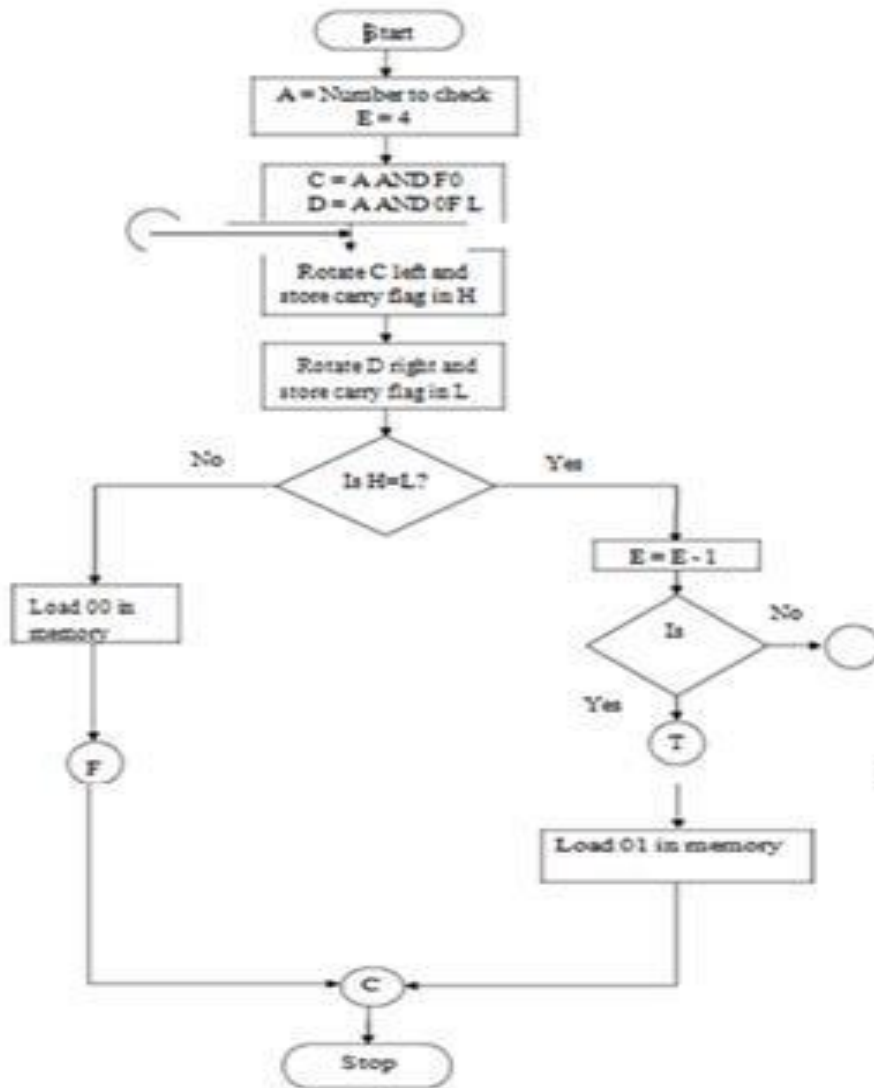 Start
A = Number to check
E = 4
C = A AND F0
D = A AND 0F L
Rotate C left and
store carry flag in H
Rotate D right and
store carry flag in L
Is H=L?
No
Yes
E = E - 1
Load 00 in
memory
Is
No
Yes
T
F
Load 01 in memory
C
Stop